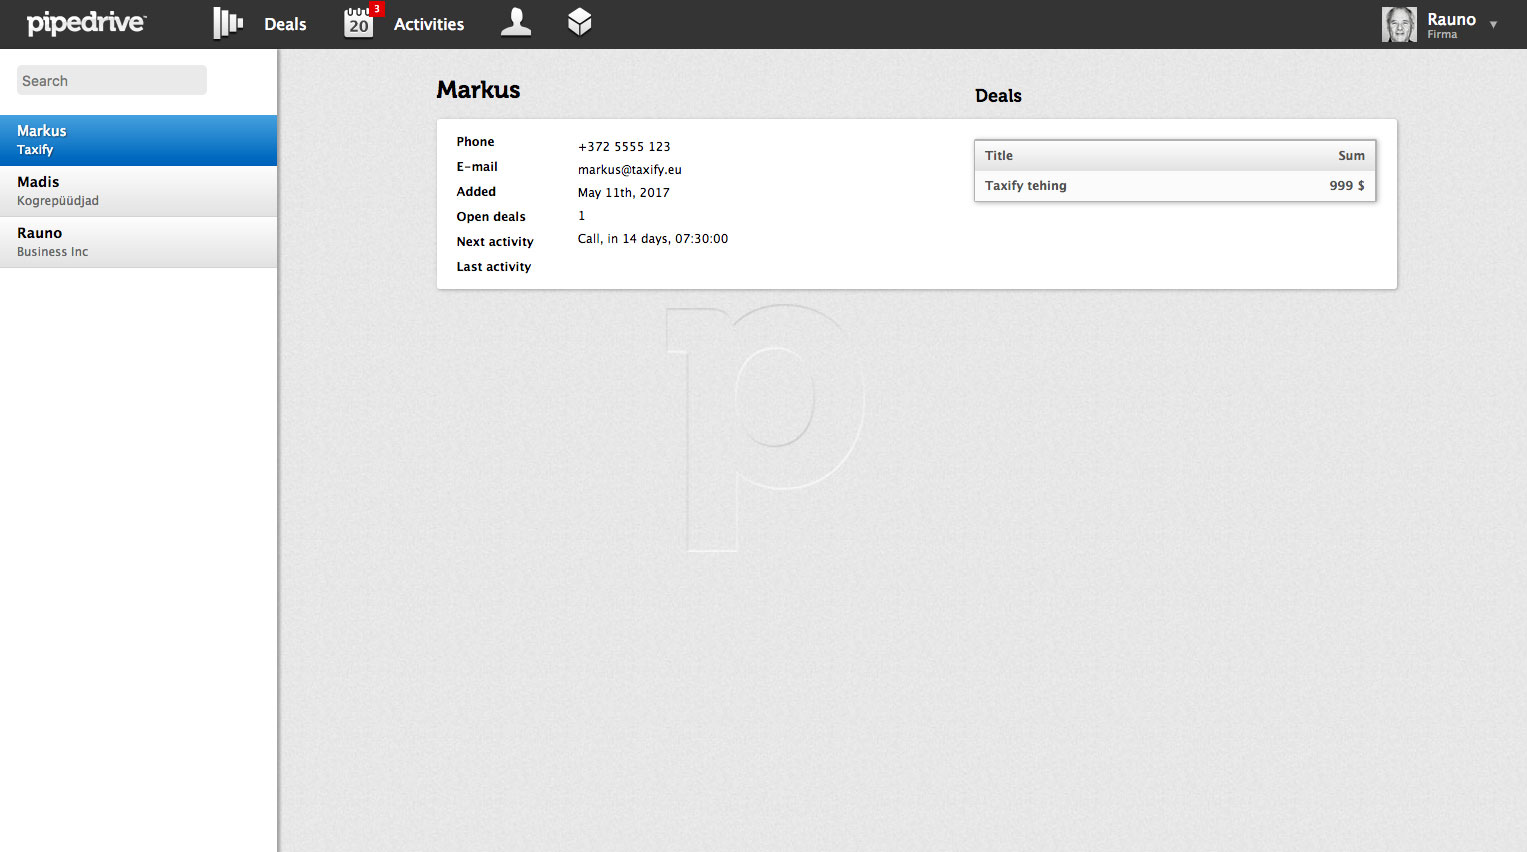 pipedrive™
Deals
20
3
Activities
Rauno
Firma
Search
Markus
Taxify
Madis
Kogrepüüdjad
Rauno
Business Inc
Markus
Phone +372 5555 123
E-mail markus@taxify.eu
Added May 11th, 2017
Open deals 1
Next activity Call, in 14 days, 07:30:00
Last activity
Deals
Title Sum
Taxify tehing 999 $
p